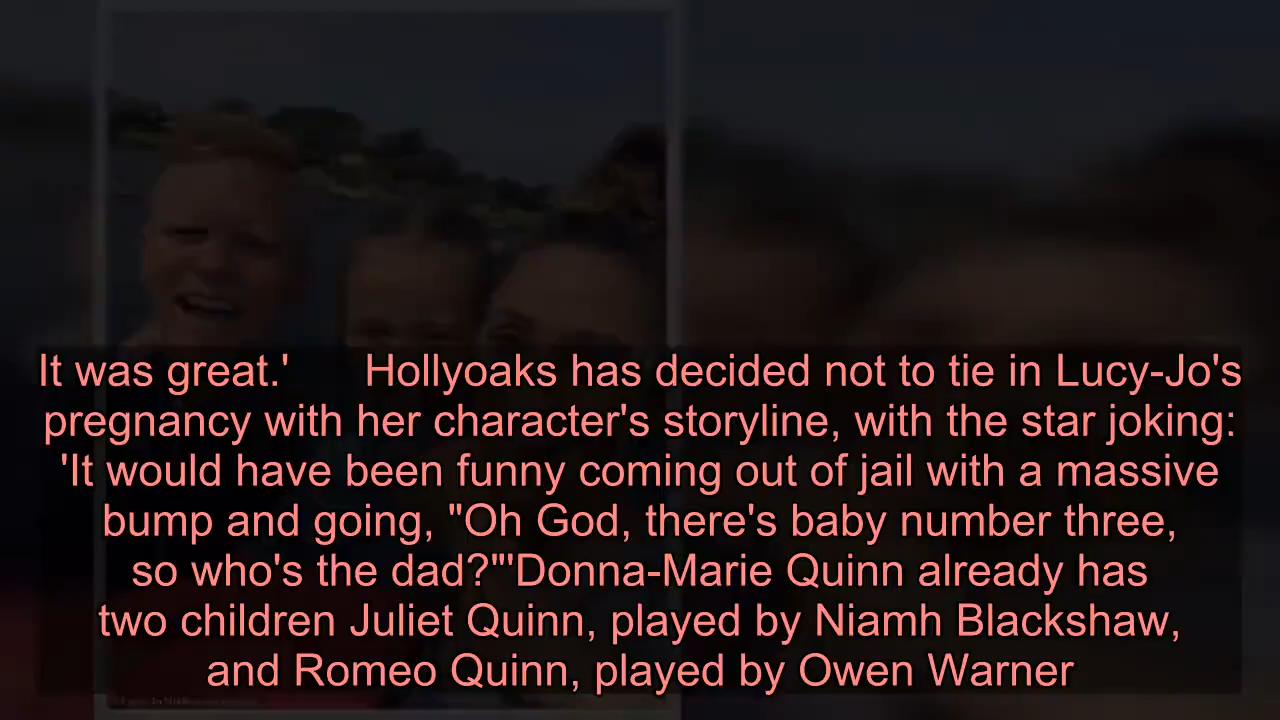 It was great.' Hollyoaks has decided not to tie in Lucy-Jo's
pregnancy with her character's storyline, with the star joking:
'It would have been funny coming out of jail with a massive
bump and going, "Oh God, there's baby number three,
so who's the dad?"'Donna-Marie Quinn already has
two children Juliet Quinn, played by Niamh Blackshaw,
and Romeo Quinn, played by Owen Warner